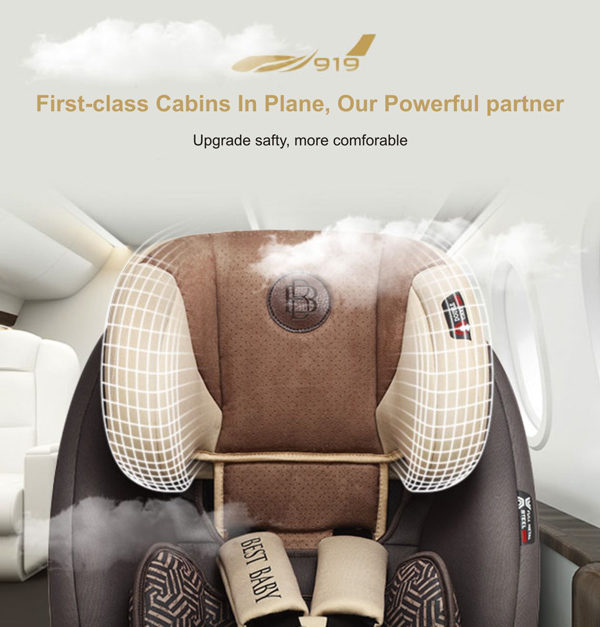 919
First-class Cabins In Plane, Our Powerful partner
Upgrade safty, more comforable
BEST BABY